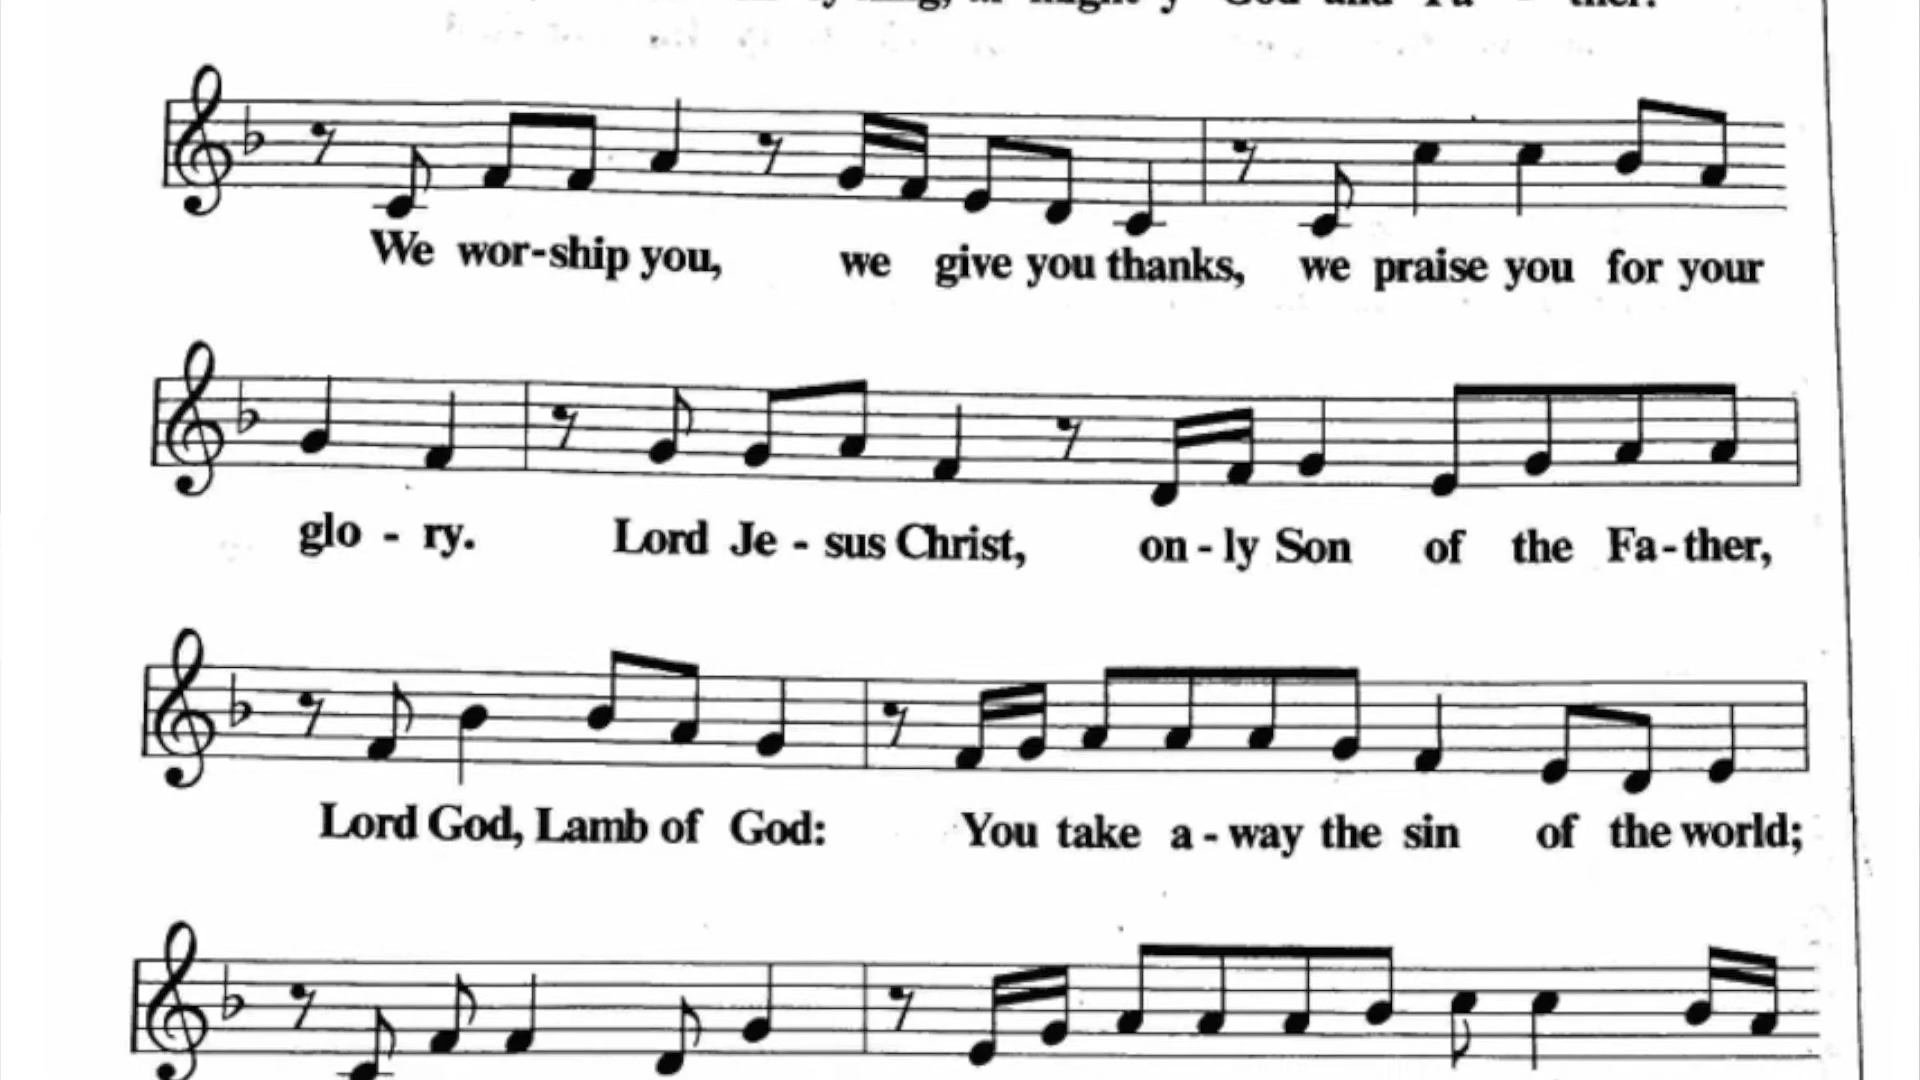 God and
We wor-ship you, we give you thanks, we praise you for your
glo - ry. Lord Je - sus Christ, on - ly Son of the Fa - ther,
Lord God, Lamb of God: You take a - way the sin of the world;